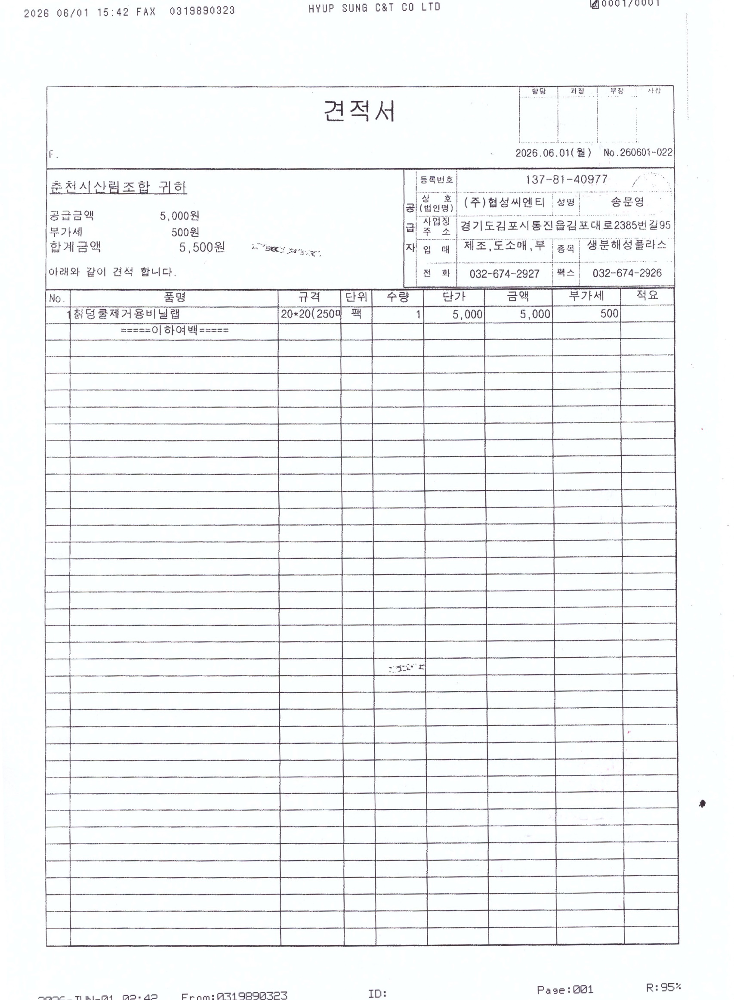 2026 06/01 15:42 FAX 0319890323 HYUP SUNG C&T CO LTD 0001/0001
담당 과장 부장 사장
견적서
F.
2026.06.01(월) No.260601-022
춘천시산림조합 귀하
공급금액 5,000원
부가세 500원
합계금액 5,500원
아래와 같이 견적 합니다.
공급자
등록번호 137-81-40977
상 호 (법인명) (주)협성씨엔티 성명 송문영
사업장 주 소 경기도김포시통진읍김포대로2385번길95
업 태 제조,도소매,부 종목 생분해성플라스
전 화 032-674-2927 팩스 032-674-2926
No. 품명 규격 단위 수량 단가 금액 부가세 적요
1 칡덩쿨제거용비닐랩 20*20(250매 팩 1 5,000 5,000 500
=====이하여백=====
2026-JUN-01 02:42 From:0319890323 ID: Page:001 R:95%